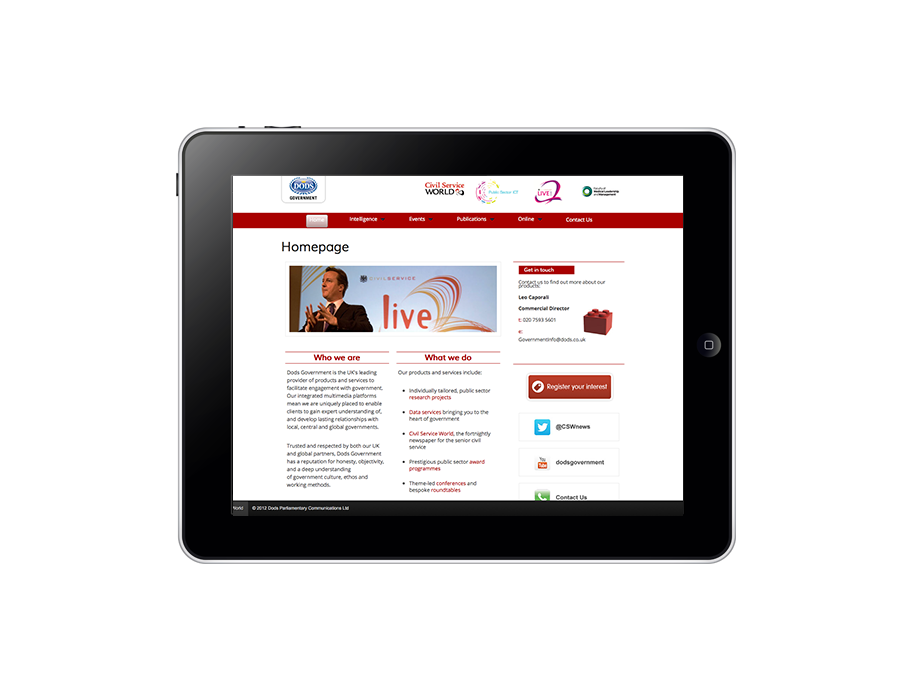 DODS
GOVERNMENT
Civil Service
WORLD
Public Sector ICT
LIVE
Faculty of
Medical Leadership
and Management
Home
Intelligence
Events
Publications
Online
Contact Us
Homepage
CIVILSERVICE
live
Get in touch
Contact us to find out more about our
products:
Leo Caporali
Commercial Director
t: 020 7593 5601
e:
Governmentinfo@dods.co.uk
Who we are
Dods Government is the UK's leading
provider of products and services to
facilitate engagement with government.
Our integrated multimedia platforms
mean we are uniquely placed to enable
clients to gain expert understanding of,
and develop lasting relationships with
local, central and global governments.
Trusted and respected by both our UK
and global partners, Dods Government
has a reputation for honesty, objectivity,
and a deep understanding
of government culture, ethos and
working methods.
What we do
Our products and services include:
• Individually tailored, public sector
research projects
• Data services bringing you to the
heart of government
• Civil Service World, the fortnightly
newspaper for the senior civil
service
• Prestigious public sector award
programmes
• Theme-led conferences and
bespoke roundtables
Register your interest
@CSWnews
You
Tube
dodsgovernment
Contact Us
World
© 2012 Dods Parliamentary Communications Ltd